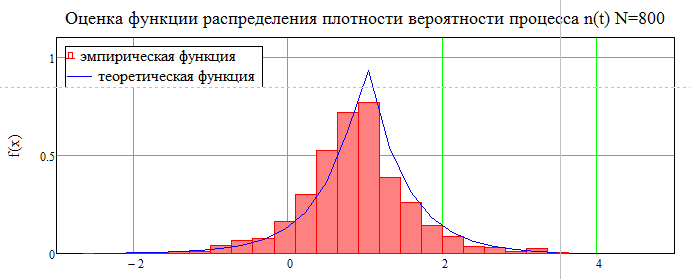 Оценка функции распределения плотности вероятности процесса n(t) N=800
эмпирическая функция
теоретическая функция
1
0.5
0
f(x)
−2 0 2 4